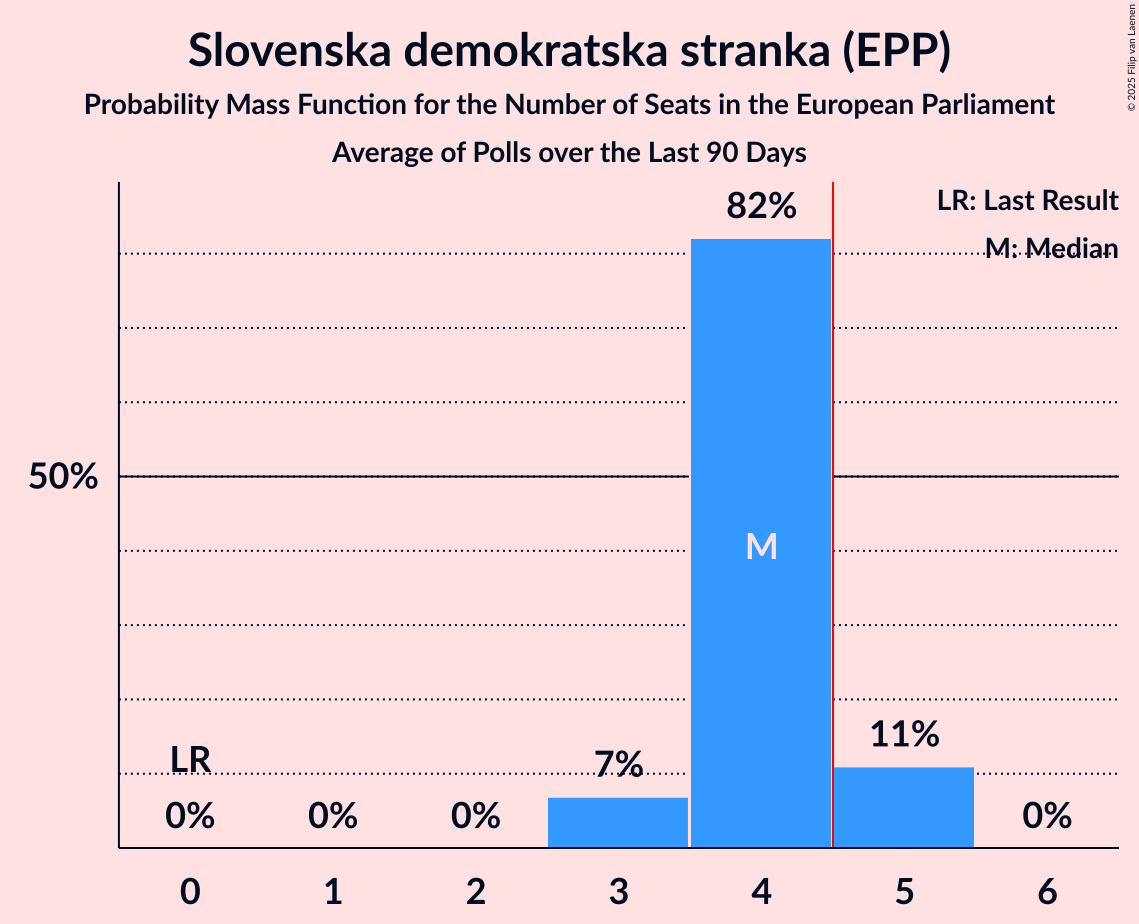 Slovenska demokratska stranka (EPP)
Probability Mass Function for the Number of Seats in the European Parliament
Average of Polls over the Last 90 Days
© 2025 Filip van Laenen
LR: Last Result
M: Median
82%
50%
M
LR
7%
11%
0%
0%
0%
0%
0
1
2
3
4
5
6